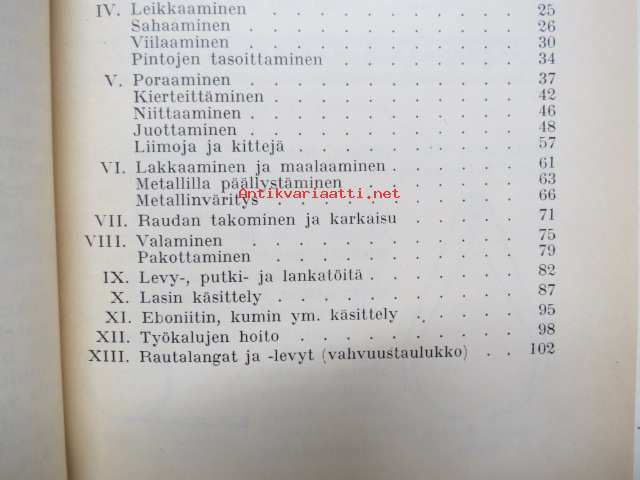 IV. Leikkaaminen . . . . . . . . . . . 25
Sahaaminen . . . . . . . . . . . 26
Viilaaminen . . . . . . . . . . . 30
Pintojen tasoittaminen . . . . . . . . 34
V. Poraaminen . . . . . . . . . . . 37
Kierteittäminen . . . . . . . . . . 42
Niittaaminen . . . . . . . . . . . 46
Juottaminen . . . . . . . . . . . 48
Liimoja ja kittejä . . . . . . . . . 57
VI. Lakkaaminen ja maalaaminen . . . . . . 61
Metallilla päällystäminen . . . . . . . 63
Antikvariaatti.net
Metallinväritys . . . . . . . . . . 66
VII. Raudan takominen ja karkaisu . . . . . 71
VIII. Valaminen . . . . . . . . . . . 75
Pakottaminen . . . . . . . . . . . 79
IX. Levy-, putki- ja lankatöitä . . . . . . . 82
X. Lasin käsittely . . . . . . . . . . 87
XI. Eboniitin, kumin ym. käsittely . . . . . 95
XII. Työkalujen hoito . . . . . . . . . 98
XIII. Rautalangat ja -levyt (vahvuustaulukko) . . 102